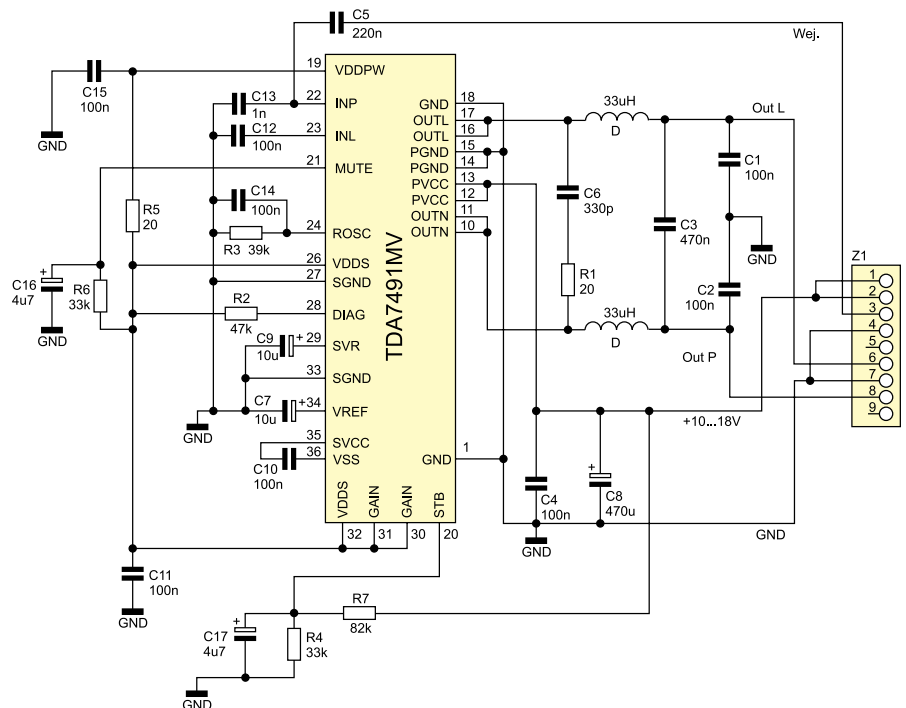 C5
220n
Wej.
C15
100n
GND
19
VDDPW
C13
1n
22
INP
C12
100n
23
INL
21
MUTE
C14
100n
R5
20
R3 39k
24
ROSC
26
VDDS
27
SGND
C16
4u7
+
R6
33k
GND
R2
47k
28
DIAG
C9
10u
+
29
SVR
33
SGND
C7
10u
+
34
VREF
GND
35
SVCC
36
VSS
C10
100n
TDA7491MV
18
GND
17
OUTL
16
OUTL
15
PGND
14
PGND
13
PVCC
12
PVCC
11
OUTN
10
OUTN
1
GND
VDDS
GAIN
GAIN
STB
32
31
30
20
33uH
D
Out L
C6
330p
R1
20
C3
470n
C1
100n
GND
C2
100n
33uH
D
Out P
Z1
1
2
3
4
5
6
7
8
9
+10...18V
C4
100n
+
C8
470u
GND
GND
C11
100n
GND
R7
82k
+
C17
4u7
R4
33k
GND